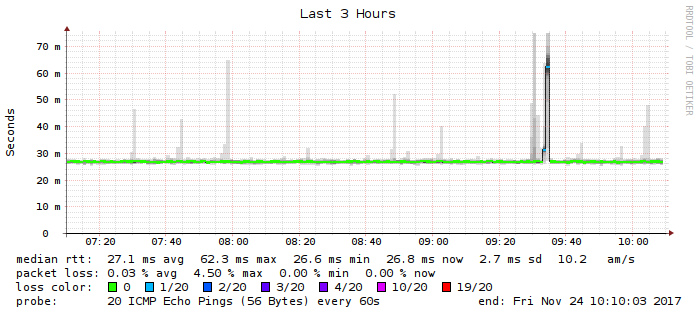 Last 3 Hours
RRDTOOL / TOBI OETIKER
Seconds
70 m
60 m
50 m
40 m
30 m
20 m
10 m
0
07:20 07:40 08:00 08:20 08:40 09:00 09:20 09:40 10:00
median rtt: 27.1 ms avg 62.3 ms max 26.6 ms min 26.8 ms now 2.7 ms sd 10.2 am/s
packet loss: 0.03 % avg 4.50 % max 0.00 % min 0.00 % now
loss color: 0 1/20 2/20 3/20 4/20 10/20 19/20
probe: 20 ICMP Echo Pings (56 Bytes) every 60s end: Fri Nov 24 10:10:03 2017